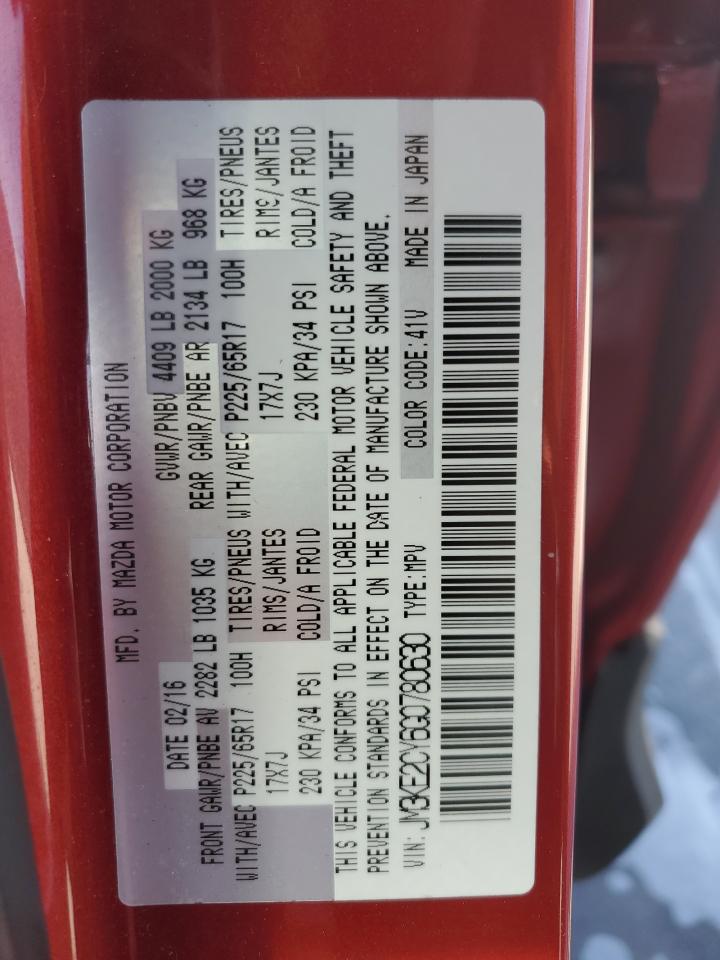 MFD. BY MAZDA MOTOR CORPORATION
DATE 02/16 GVWR/PNBV 4409 LB 2000 KG
FRONT GAWR/PNBE AV 2282 LB 1035 KG REAR GAWR/PNBE AR 2134 LB 968 KG
WITH/AVEC P225/65R17 100H TIRES/PNEUS WITH/AVEC P225/65R17 100H TIRES/PNEUS
17X7J RIMS/JANTES 17X7J RIMS/JANTES
230 KPA/34 PSI COLD/A FROID 230 KPA/34 PSI COLD/A FROID
THIS VEHICLE CONFORMS TO ALL APPLICABLE FEDERAL MOTOR VEHICLE SAFETY AND THEFT
PREVENTION STANDARDS IN EFFECT ON THE DATE OF MANUFACTURE SHOWN ABOVE.
VIN: JM3KE2CY6G0780630 TYPE: MPV COLOR CODE: 41V MADE IN JAPAN